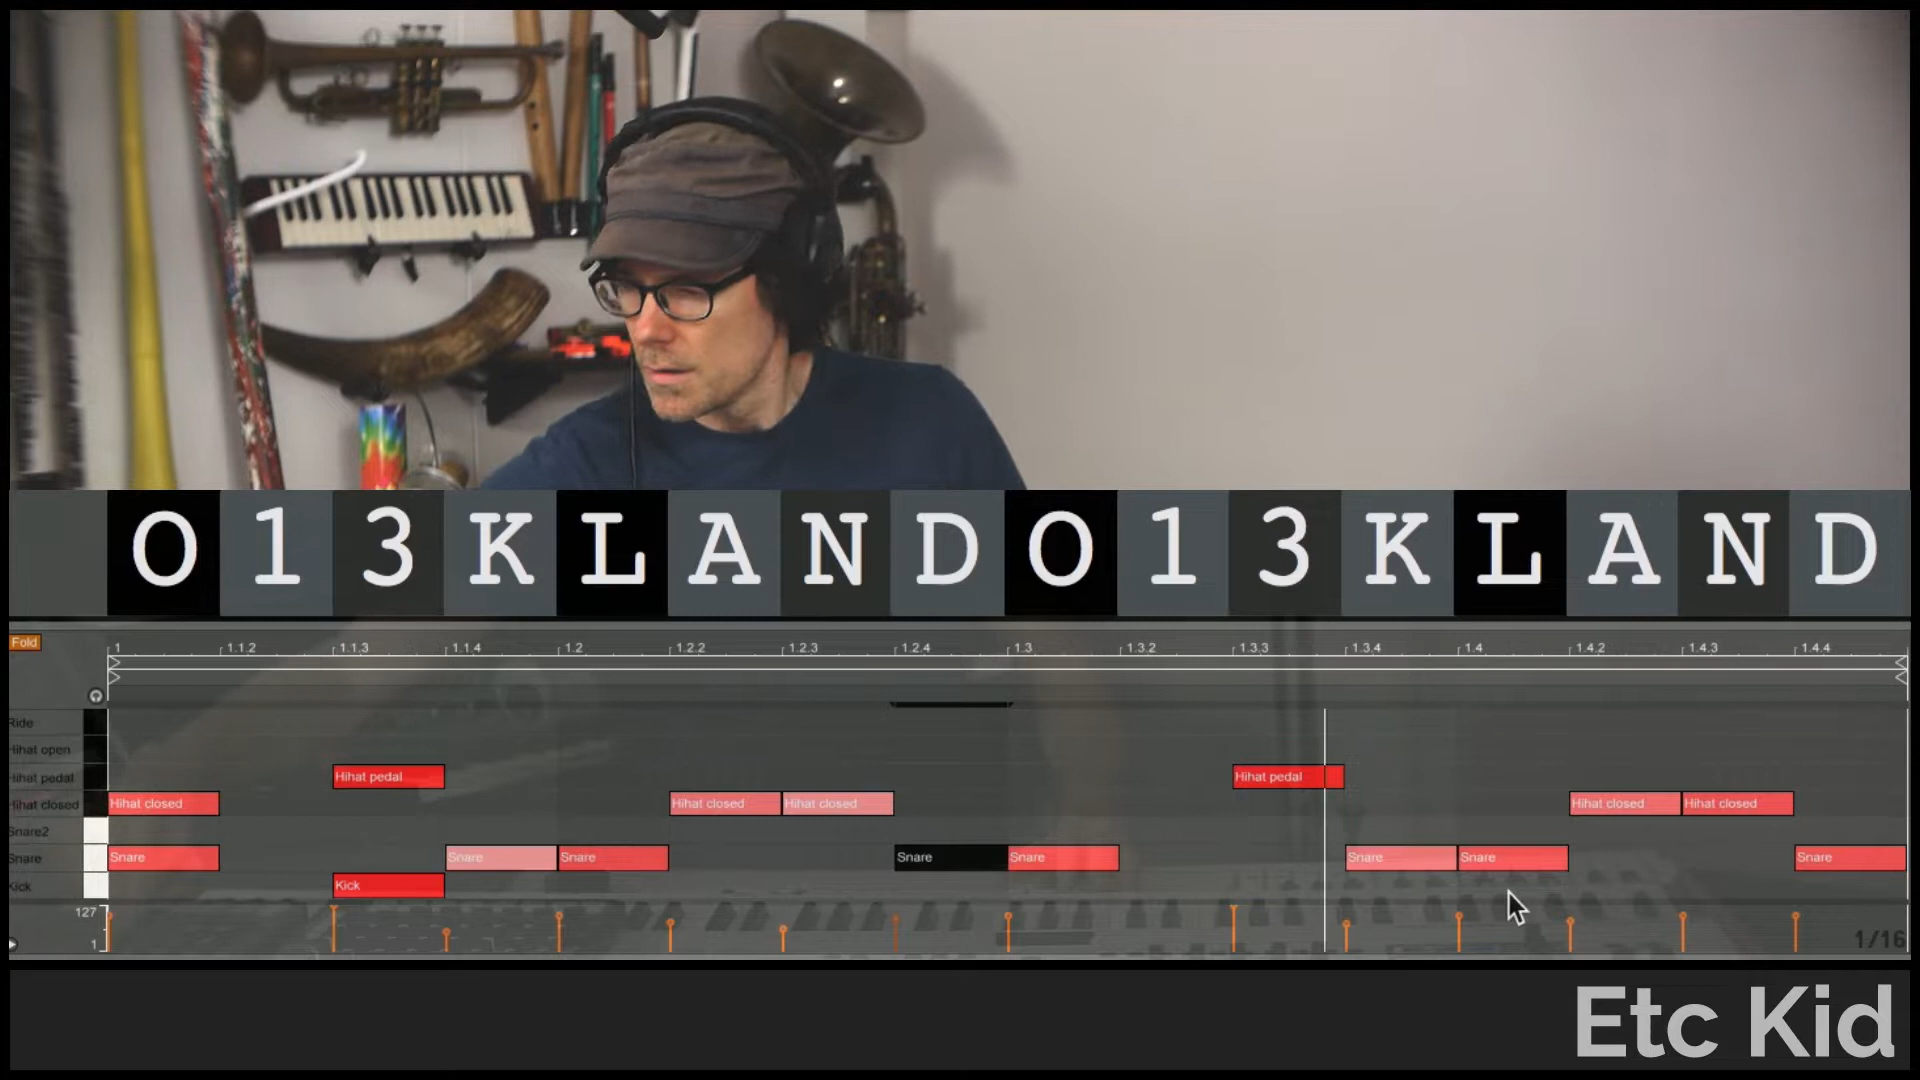 O 1 3 K L A N D O 1 3 K L A N D
Fold
1 1.1.2 1.1.3 1.1.4 1.2 1.2.2 1.2.3 1.2.4 1.3 1.3.2 1.3.3 1.3.4 1.4 1.4.2 1.4.3 1.4.4
Ride
Hihat open
Hihat pedal Hihat pedal Hihat pedal
Hihat closed Hihat closed Hihat closed Hihat closed Hihat closed Hihat closed
Snare2
Snare Snare Snare Snare Snare Snare Snare Snare Snare
Kick Kick
127
1
1/16
Etc Kid